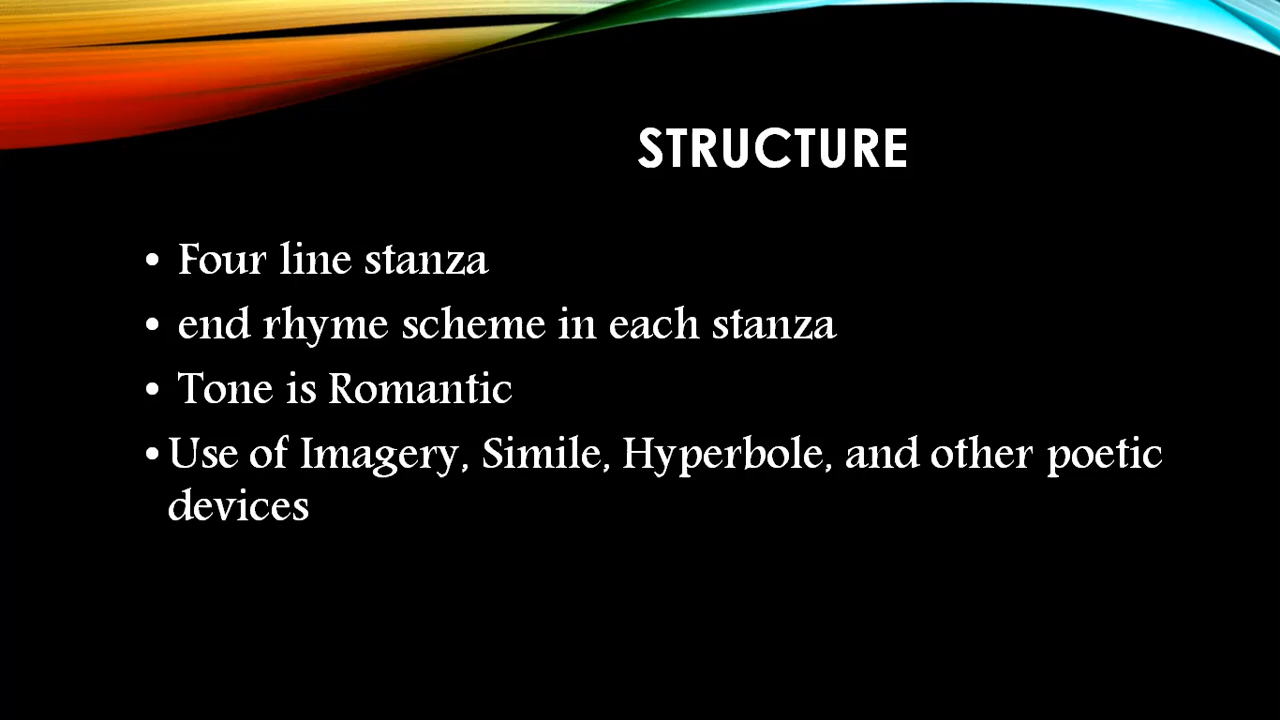 STRUCTURE
• Four line stanza
• end rhyme scheme in each stanza
• Tone is Romantic
• Use of Imagery, Simile, Hyperbole, and other poetic
devices